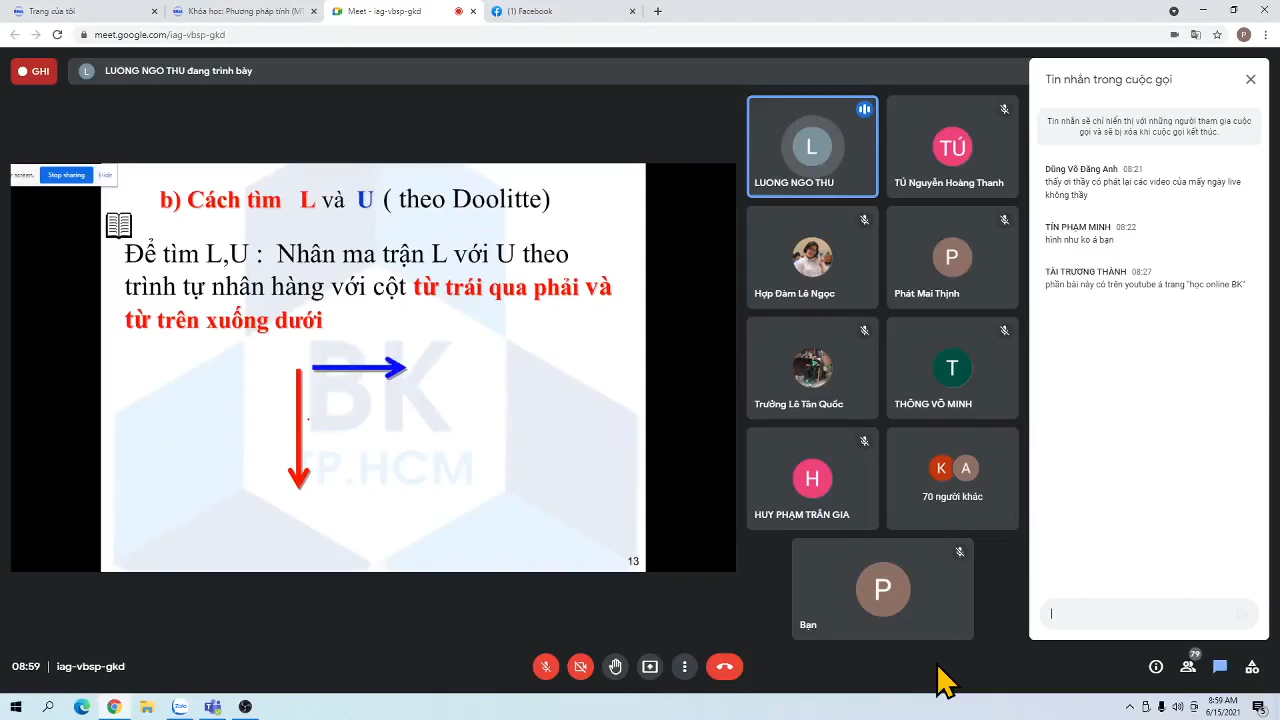 Trang của tôi
Khóa học: Phương pháp tính (MT
Meet - iag-vbsp-gkd
(1) Facebook
meet.google.com/iag-vbsp-gkd
P
GHI
L
LUONG NGO THU đang trình bày
r screen.
Stop sharing
Hide
b) Cách tìm L và U ( theo Doolitte)
Để tìm L,U : Nhân ma trận L với U theo
trình tự nhân hàng với cột từ trái qua phải và
từ trên xuống dưới
BK
TP.HCM
13
L
LUONG NGO THU
TÚ
TÚ Nguyễn Hoàng Thanh
Hợp Đàm Lê Ngọc
P
Phát Mai Thịnh
Trường Lê Tân Quốc
T
THÔNG VÕ MINH
H
HUY PHẠM TRẦN GIA
K A
70 người khác
P
Bạn
Tin nhắn trong cuộc gọi
Tin nhắn sẽ chỉ hiển thị với những người tham gia cuộc
gọi và sẽ bị xóa khi cuộc gọi kết thúc.
Dũng Võ Đăng Anh 08:21
thầy ơi thầy có phát lại các video của mấy ngày live
không thầy
TÍN PHẠM MINH 08:22
hình như ko á bạn
TÀI TRƯƠNG THÀNH 08:27
phần bài này có trên youtube á trang "học online BK"
08:59 iag-vbsp-gkd
79
Zalo
8:59 AM
6/15/2021
5